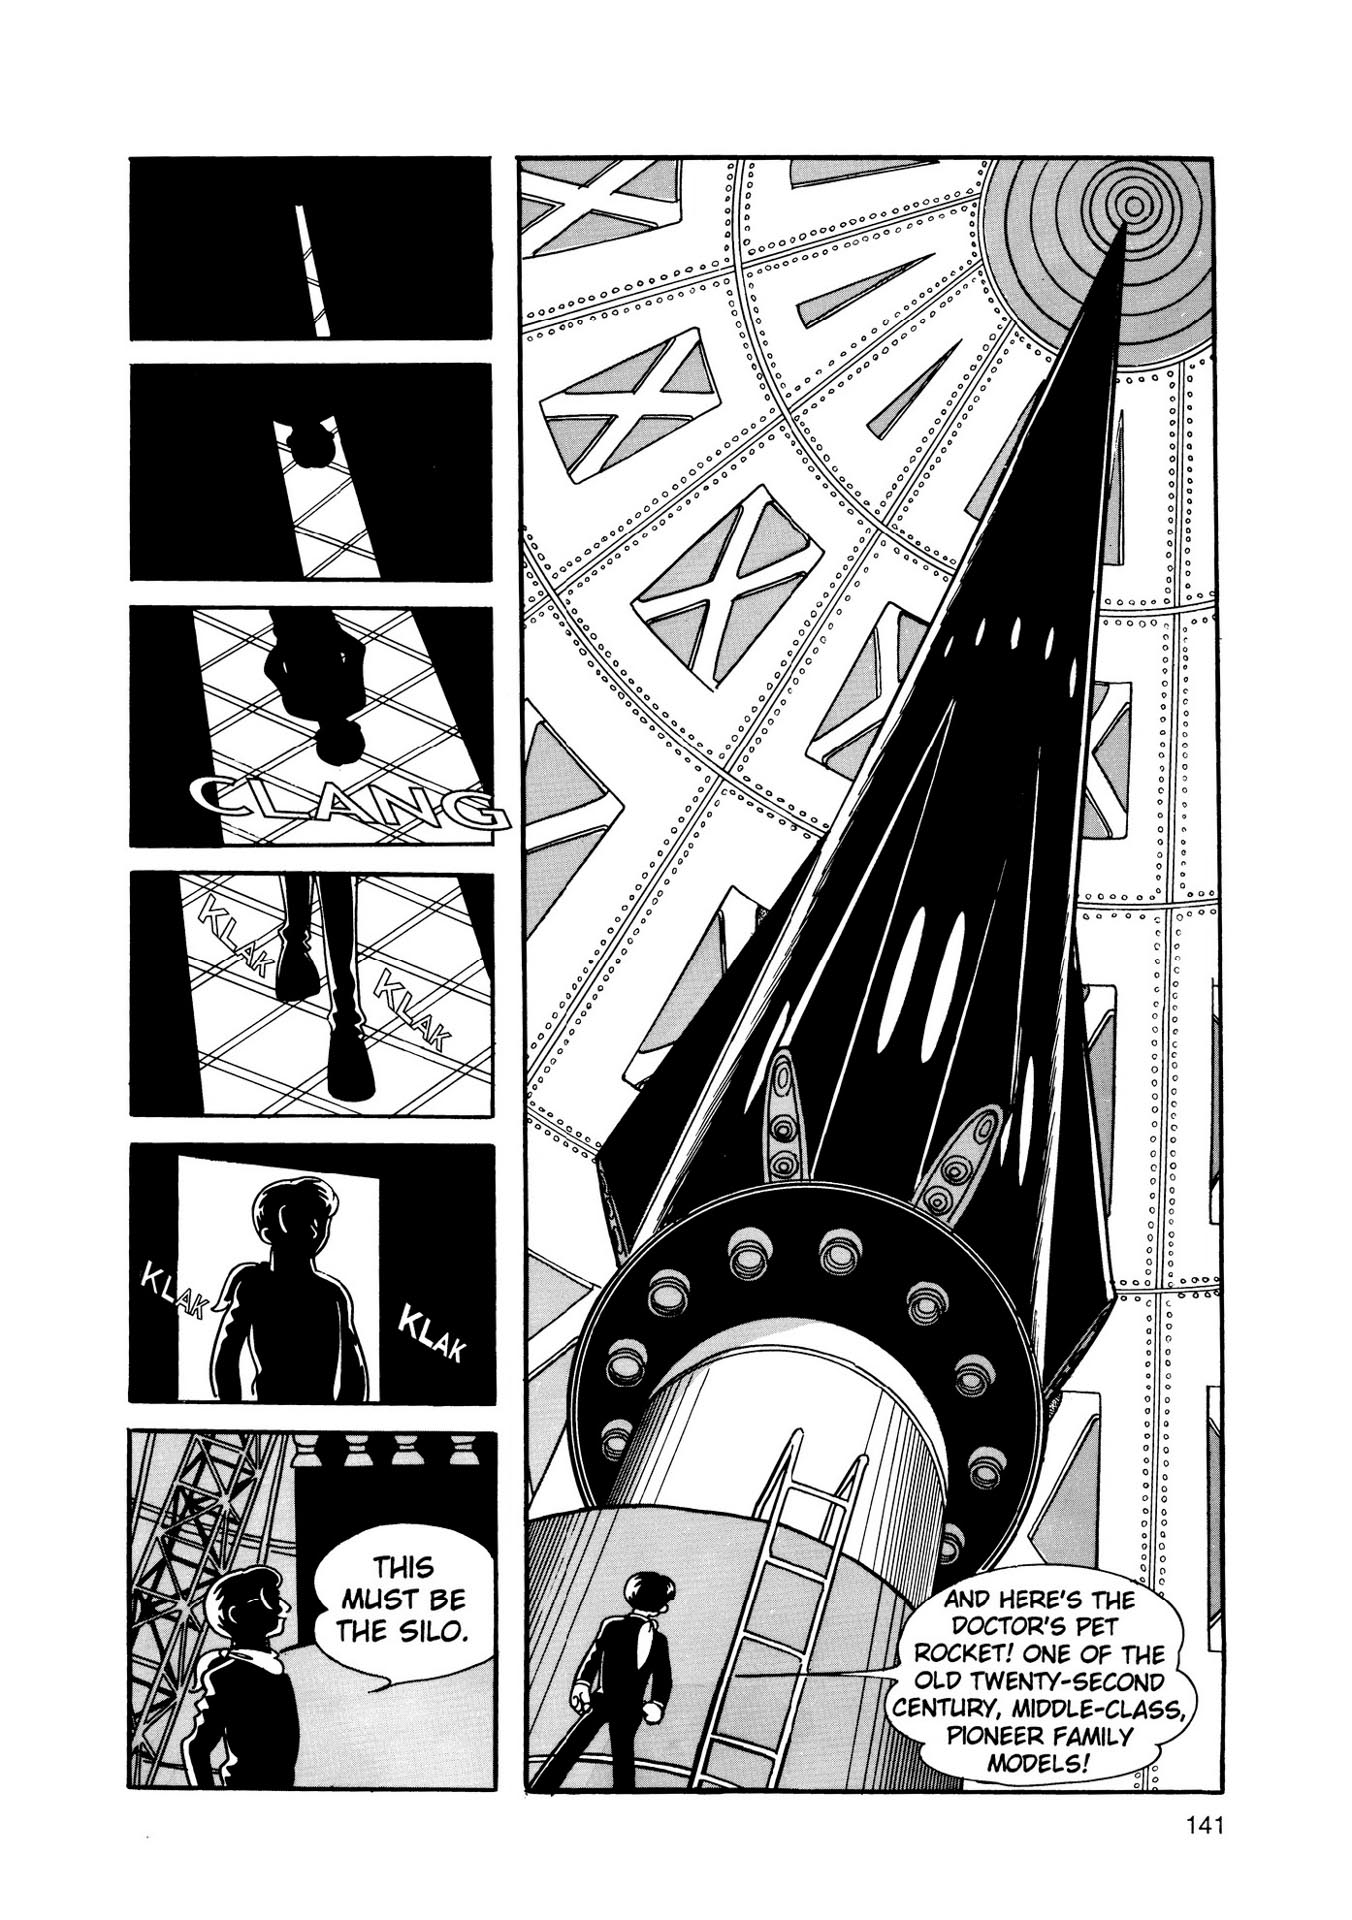 CLANG
KLAK
KLAK
KLAK
KLAK
THIS
MUST BE
THE SILO.
AND HERE'S THE
DOCTOR'S PET
ROCKET! ONE OF THE
OLD TWENTY-SECOND
CENTURY, MIDDLE-CLASS,
PIONEER FAMILY
MODELS!
141